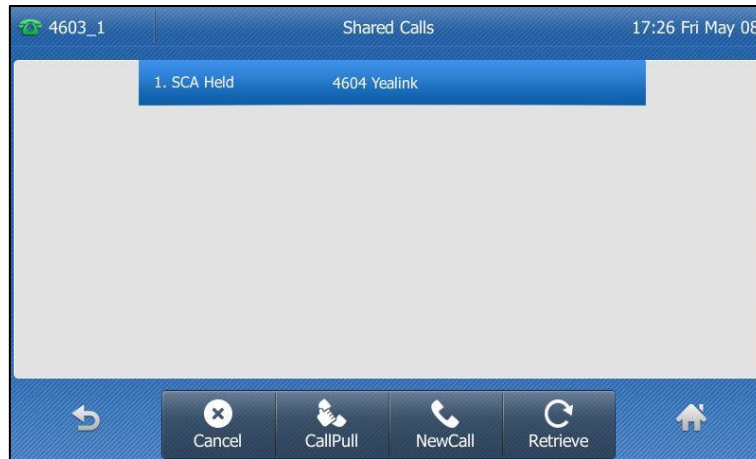 4603_1 Shared Calls 17:26 Fri May 08
1. SCA Held 4604 Yealink
Cancel CallPull NewCall Retrieve